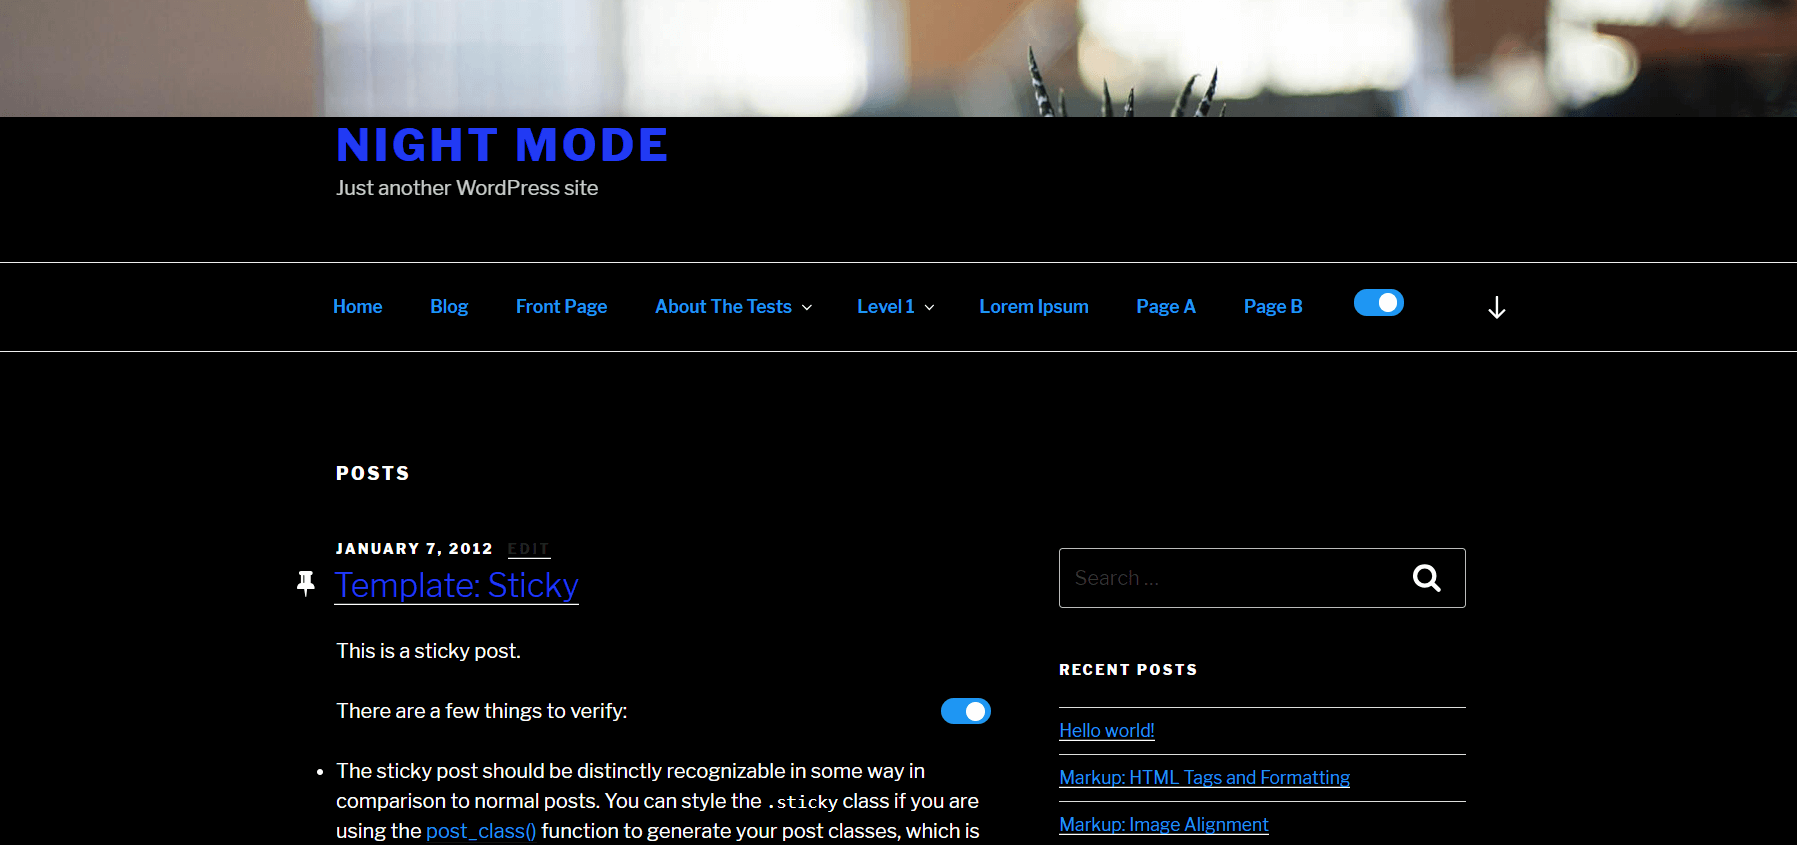 NIGHT MODE
Just another WordPress site
Home Blog Front Page About The Tests Level 1 Lorem Ipsum Page A Page B
POSTS
JANUARY 7, 2012 EDIT
Template: Sticky
This is a sticky post.
There are a few things to verify:
The sticky post should be distinctly recognizable in some way in
comparison to normal posts. You can style the .sticky class if you are
using the post_class() function to generate your post classes, which is
Search ...
RECENT POSTS
Hello world!
Markup: HTML Tags and Formatting
Markup: Image Alignment